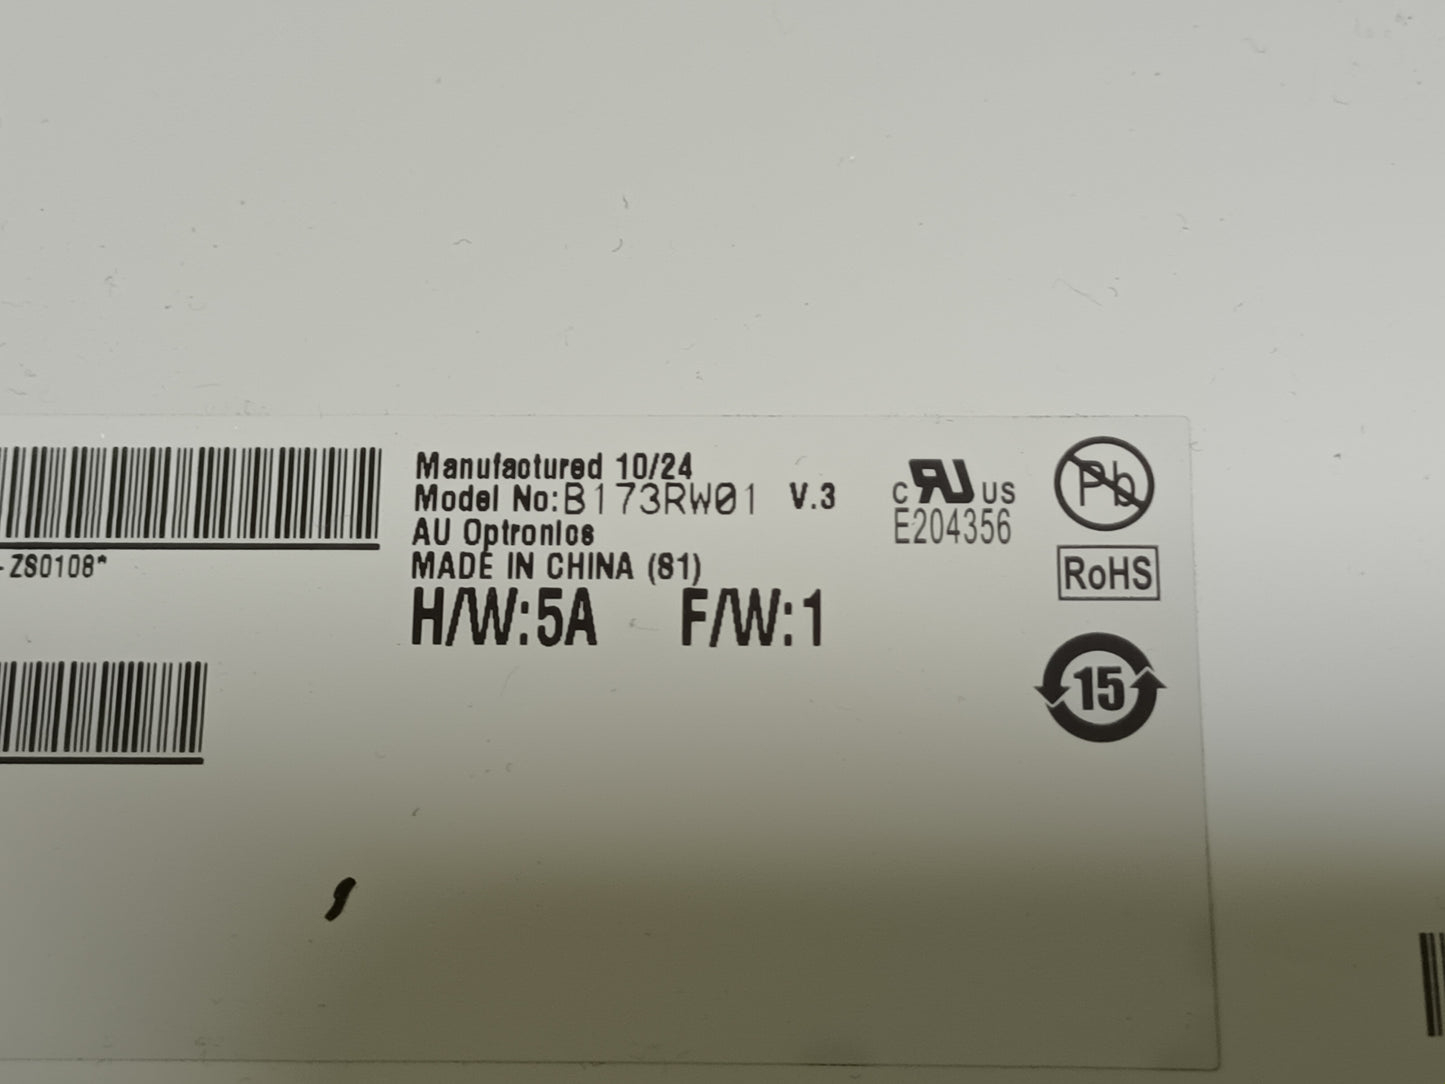 Manufactured 10/24
Model No:B173RW01 V.3
AU Optronics
MADE IN CHINA (S1)
H/W:5A F/W:1
-ZS0108*
c RU US
E204356
Pb
RoHS
15